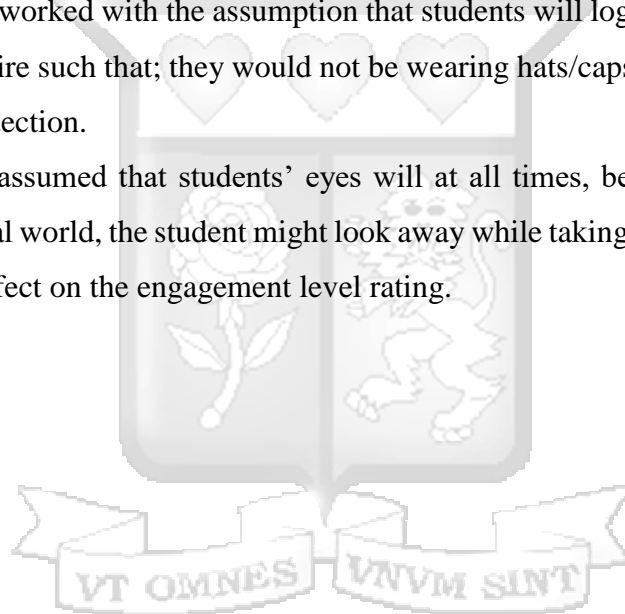 worked with the assumption that students will log
ire such that; they would not be wearing hats/caps
ection.
assumed that students’ eyes will at all times, be
al world, the student might look away while taking
fect on the engagement level rating.
VT OMNES VNVM SINT